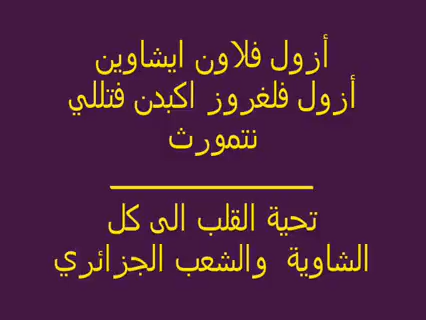 أزول فلاون ايشاوين
أزول فلغروز اكبدن فتللي
نتمورث
تحية القلب الى كل
الشاوية والشعب الجزائري